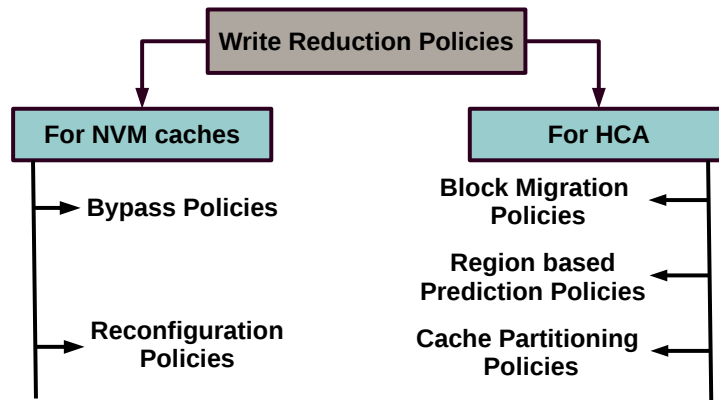 Write Reduction Policies
For NVM caches
Bypass Policies
Reconfiguration
Policies
For HCA
Block Migration
Policies
Region based
Prediction Policies
Cache Partitioning
Policies